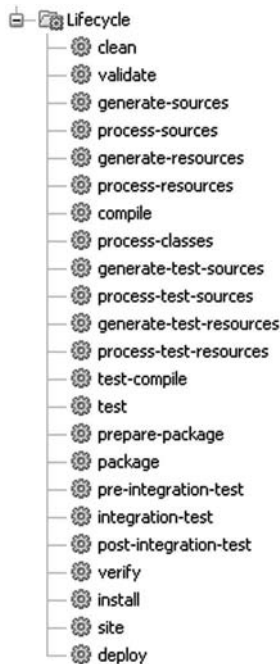 Lifecycle
clean
validate
generate-sources
process-sources
generate-resources
process-resources
compile
process-classes
generate-test-sources
process-test-sources
generate-test-resources
process-test-resources
test-compile
test
prepare-package
package
pre-integration-test
integration-test
post-integration-test
verify
install
site
deploy